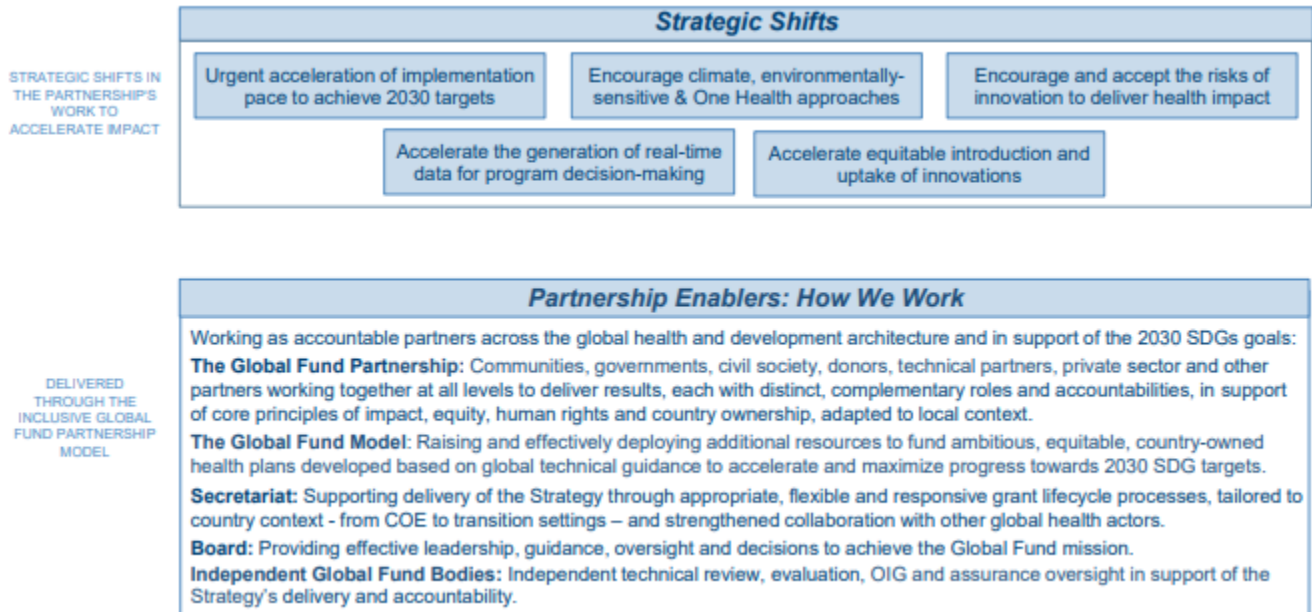 Strategic Shifts
STRATEGIC SHIFTS IN
THE PARTNERSHIP'S
WORK TO
ACCELERATE IMPACT
Urgent acceleration of implementation
pace to achieve 2030 targets
Encourage climate, environmentally-
sensitive & One Health approaches
Encourage and accept the risks of
innovation to deliver health impact
Accelerate the generation of real-time
data for program decision-making
Accelerate equitable introduction and
uptake of innovations
Partnership Enablers: How We Work
DELIVERED
THROUGH THE
INCLUSIVE GLOBAL
FUND PARTNERSHIP
MODEL
Working as accountable partners across the global health and development architecture and in support of the 2030 SDGs goals:
The Global Fund Partnership: Communities, governments, civil society, donors, technical partners, private sector and other
partners working together at all levels to deliver results, each with distinct, complementary roles and accountabilities, in support
of core principles of impact, equity, human rights and country ownership, adapted to local context.
The Global Fund Model: Raising and effectively deploying additional resources to fund ambitious, equitable, country-owned
health plans developed based on global technical guidance to accelerate and maximize progress towards 2030 SDG targets.
Secretariat: Supporting delivery of the Strategy through appropriate, flexible and responsive grant lifecycle processes, tailored to
country context - from COE to transition settings – and strengthened collaboration with other global health actors.
Board: Providing effective leadership, guidance, oversight and decisions to achieve the Global Fund mission.
Independent Global Fund Bodies: Independent technical review, evaluation, OIG and assurance oversight in support of the
Strategy's delivery and accountability.